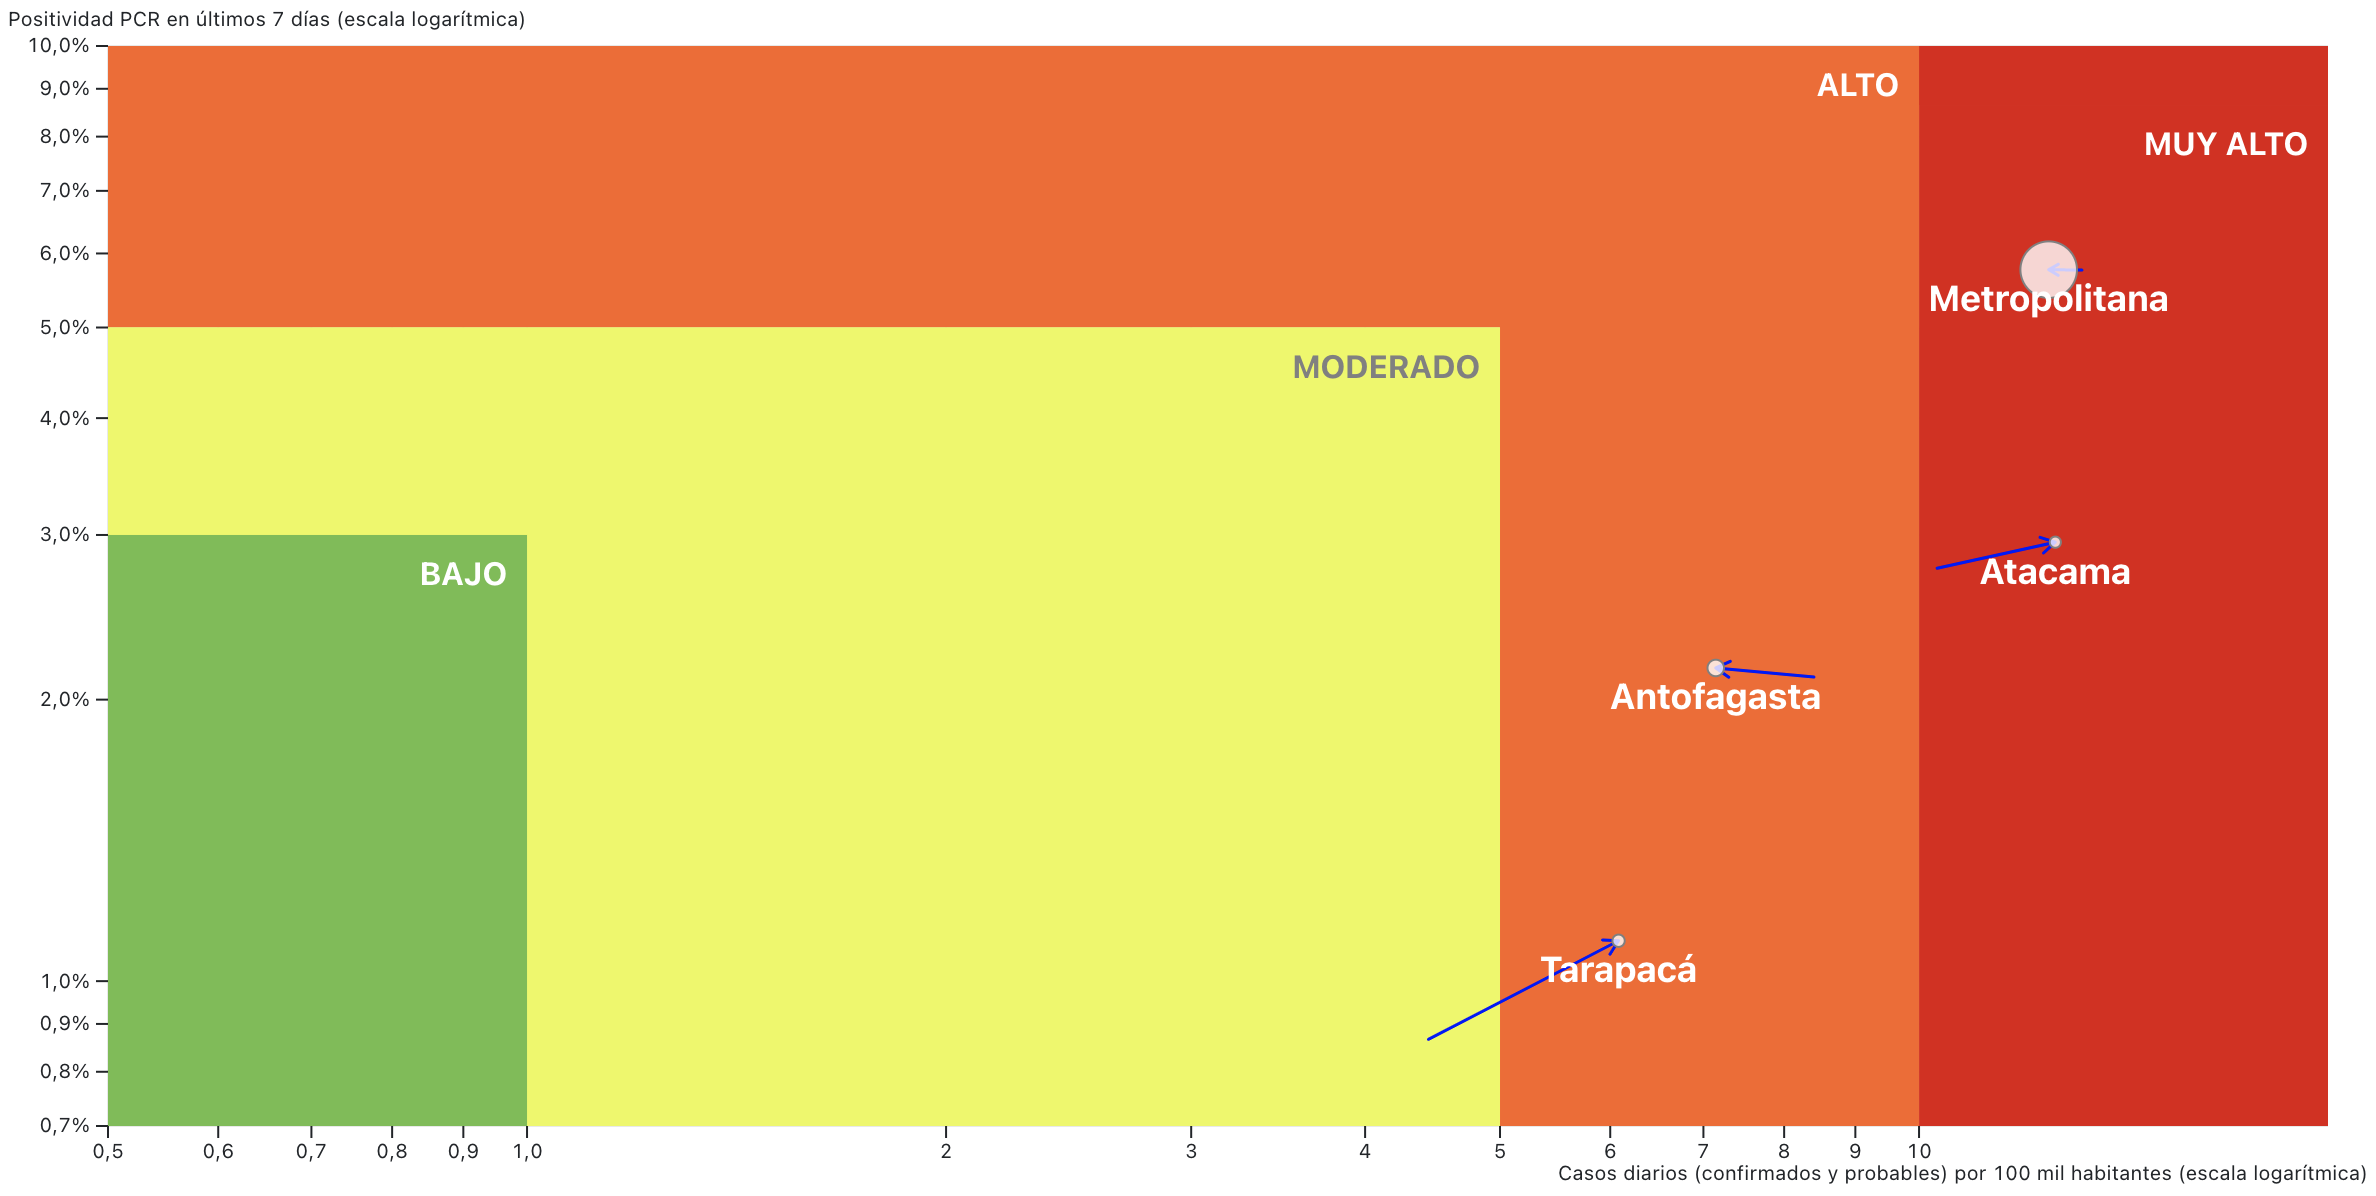 Positividad PCR en últimos 7 días (escala logarítmica)
10,0%
9,0%
ALTO
8,0%
MUY ALTO
7,0%
6,0%
Metropolitana
5,0%
MODERADO
4,0%
3,0%
BAJO
Atacama
2,0%
Antofagasta
Tarapacá
1,0%
0,9%
0,8%
0,7%
0,5 0,6 0,7 0,8 0,9 1,0 2 3 4 5 6 7 8 9 10
Casos diarios (confirmados y probables) por 100 mil habitantes (escala logarítmica)